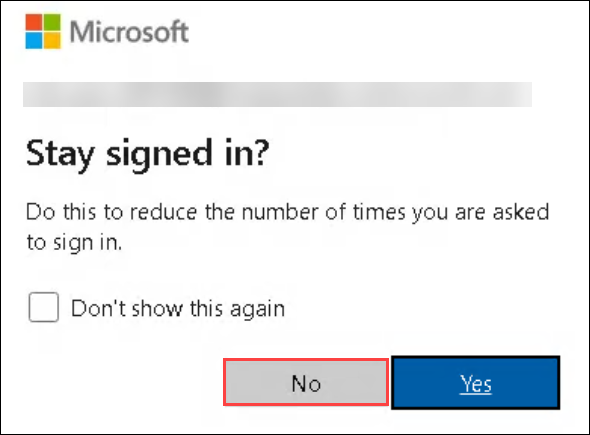 Microsoft
Stay signed in?
Do this to reduce the number of times you are asked
to sign in.
Don't show this again
No
Yes